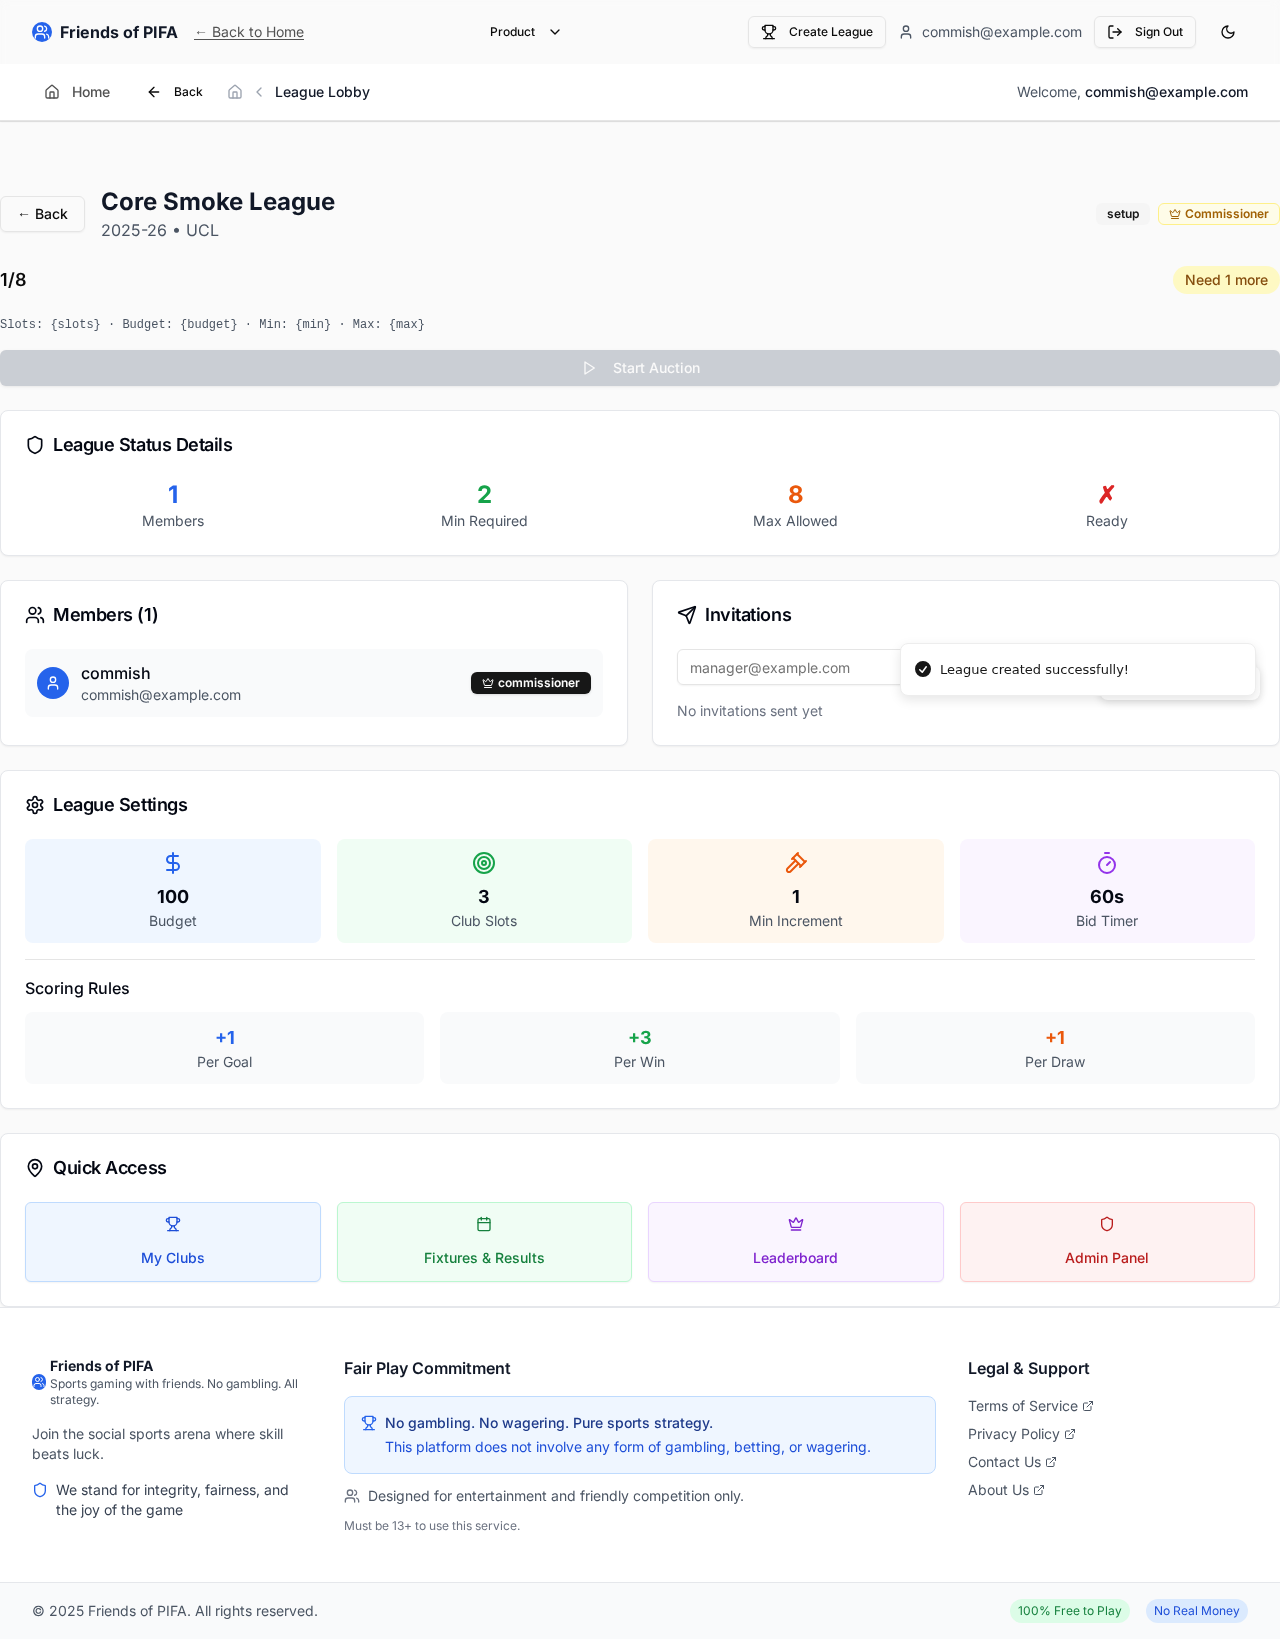 Friends of PIFA
← Back to Home
Product
Create League
commish@example.com
Sign Out
Home
Back
League Lobby
Welcome, commish@example.com
← Back
Core Smoke League
2025-26 • UCL
setup
Commissioner
1/8
Need 1 more
Slots: {slots} · Budget: {budget} · Min: {min} · Max: {max}
Start Auction
League Status Details
1
Members
2
Min Required
8
Max Allowed
✗
Ready
Members (1)
commish
commish@example.com
commissioner
Invitations
manager@example.com
League created successfully!
No invitations sent yet
League Settings
100
Budget
3
Club Slots
1
Min Increment
60s
Bid Timer
Scoring Rules
+1
Per Goal
+3
Per Win
+1
Per Draw
Quick Access
My Clubs
Fixtures & Results
Leaderboard
Admin Panel
Friends of PIFA
Sports gaming with friends. No gambling. All
strategy.
Join the social sports arena where skill
beats luck.
We stand for integrity, fairness, and
the joy of the game
Fair Play Commitment
No gambling. No wagering. Pure sports strategy.
This platform does not involve any form of gambling, betting, or wagering.
Designed for entertainment and friendly competition only.
Must be 13+ to use this service.
Legal & Support
Terms of Service
Privacy Policy
Contact Us
About Us
© 2025 Friends of PIFA. All rights reserved.
100% Free to Play
No Real Money